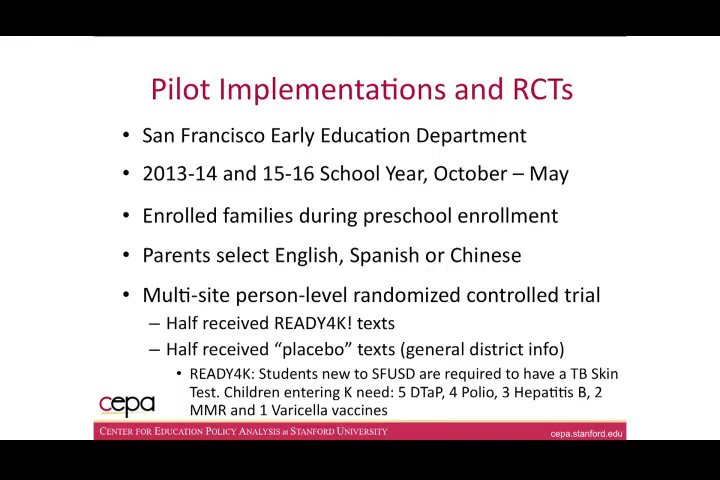 Pilot Implementations and RCTs
• San Francisco Early Education Department
• 2013-14 and 15-16 School Year, October – May
• Enrolled families during preschool enrollment
• Parents select English, Spanish or Chinese
• Multi-site person-level randomized controlled trial
– Half received READY4K! texts
– Half received “placebo” texts (general district info)
• READY4K: Students new to SFUSD are required to have a TB Skin
Test. Children entering K need: 5 DTaP, 4 Polio, 3 Hepatitis B, 2
MMR and 1 Varicella vaccines
cepa
CENTER FOR EDUCATION POLICY ANALYSIS at STANFORD UNIVERSITY
cepa.stanford.edu